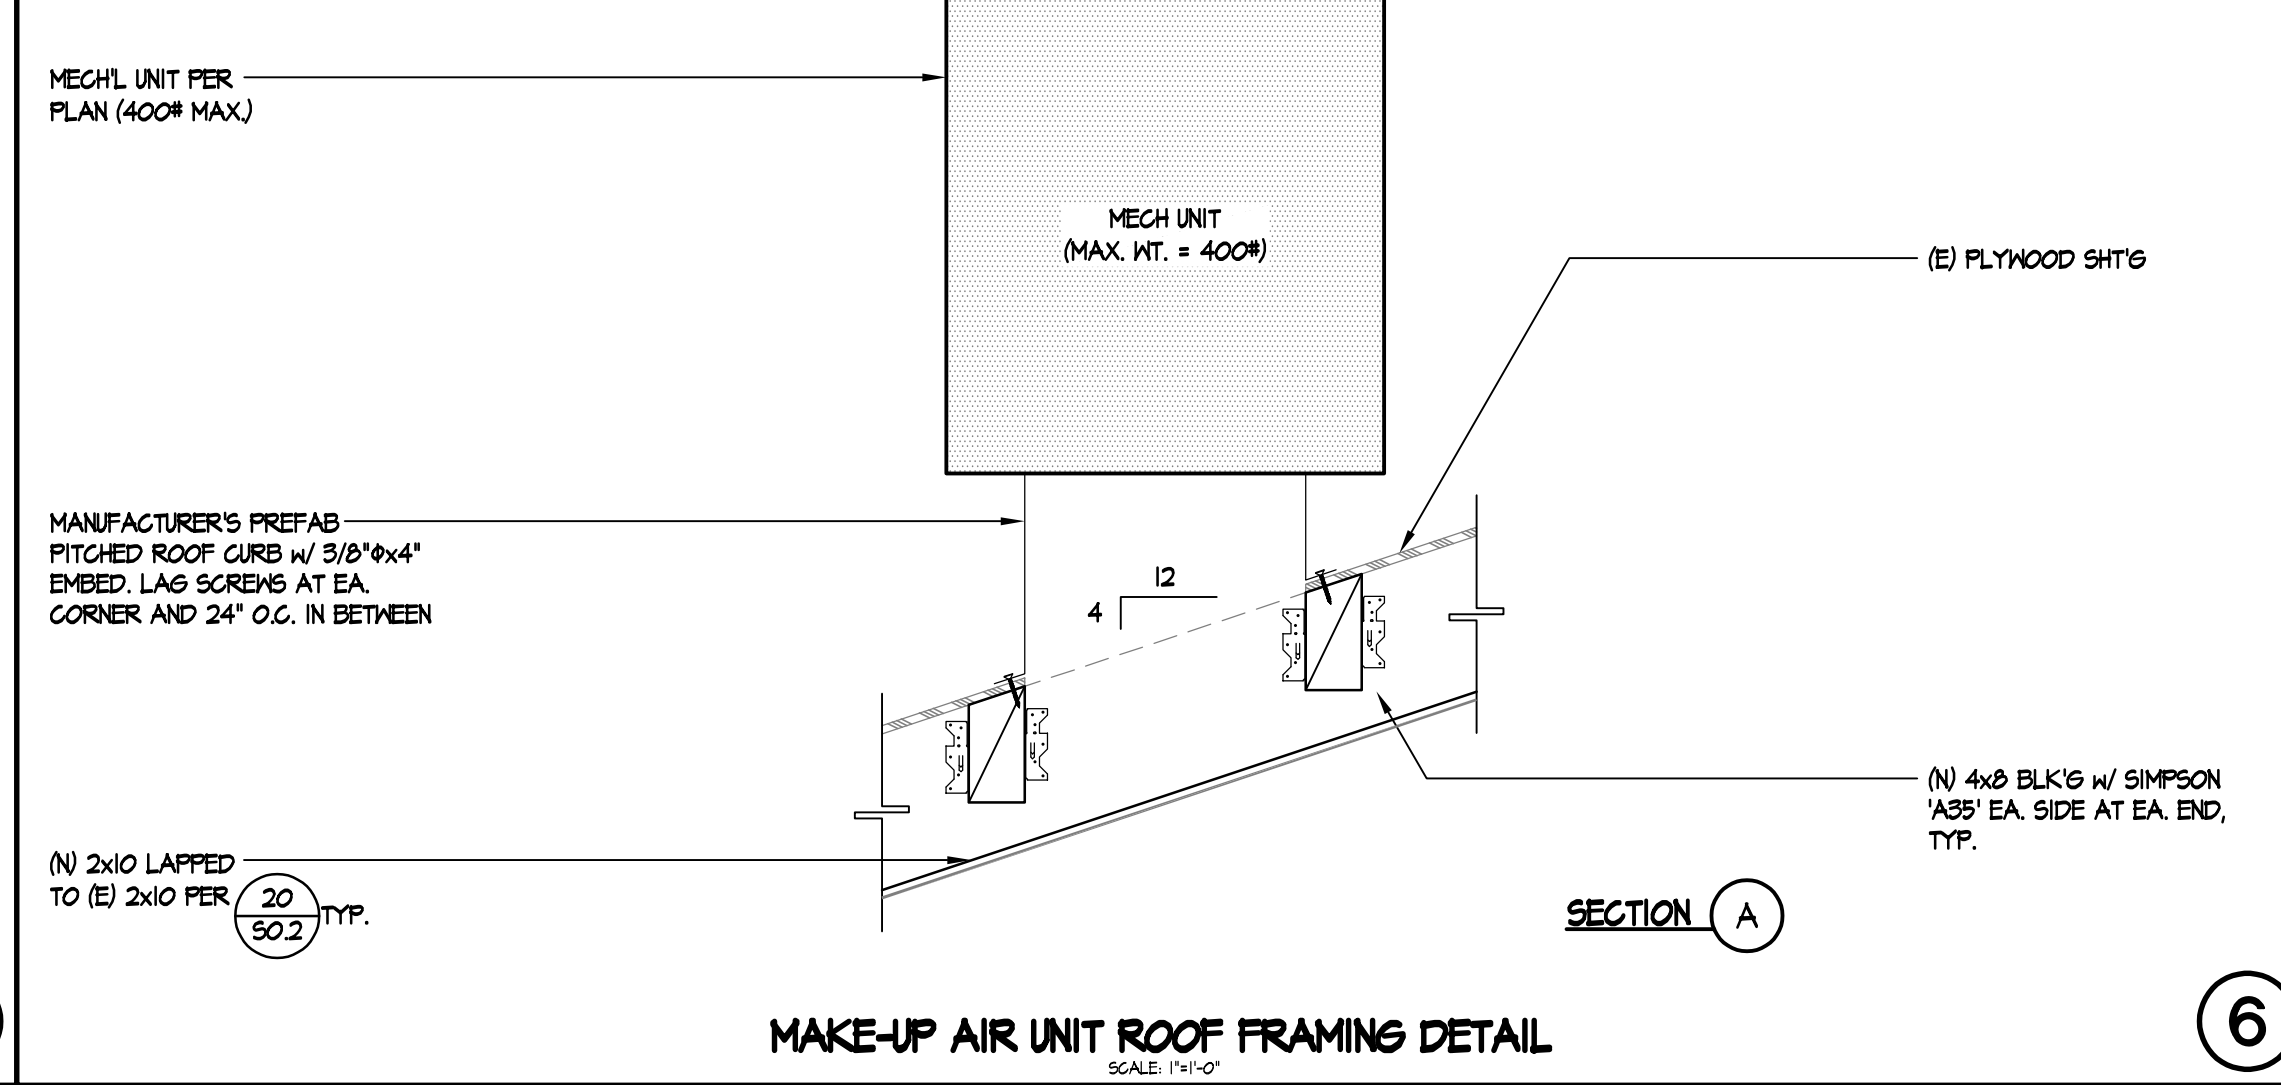 MECH'L UNIT PER
PLAN (400# MAX.)
MECH UNIT
(MAX. WT. = 400#)
(E) PLYWOOD SHT'G
MANUFACTURER'S PREFAB
PITCHED ROOF CURB w/ 3/8"Φx4"
EMBED. LAG SCREWS AT EA.
CORNER AND 24" O.C. IN BETWEEN
12
4
(N) 4x8 BLK'G w/ SIMPSON
'A35' EA. SIDE AT EA. END,
TYP.
(N) 2x10 LAPPED
TO (E) 2x10 PER
20
S0.2
TYP.
SECTION A
MAKE-UP AIR UNIT ROOF FRAMING DETAIL
SCALE: 1"=1'-0"
6